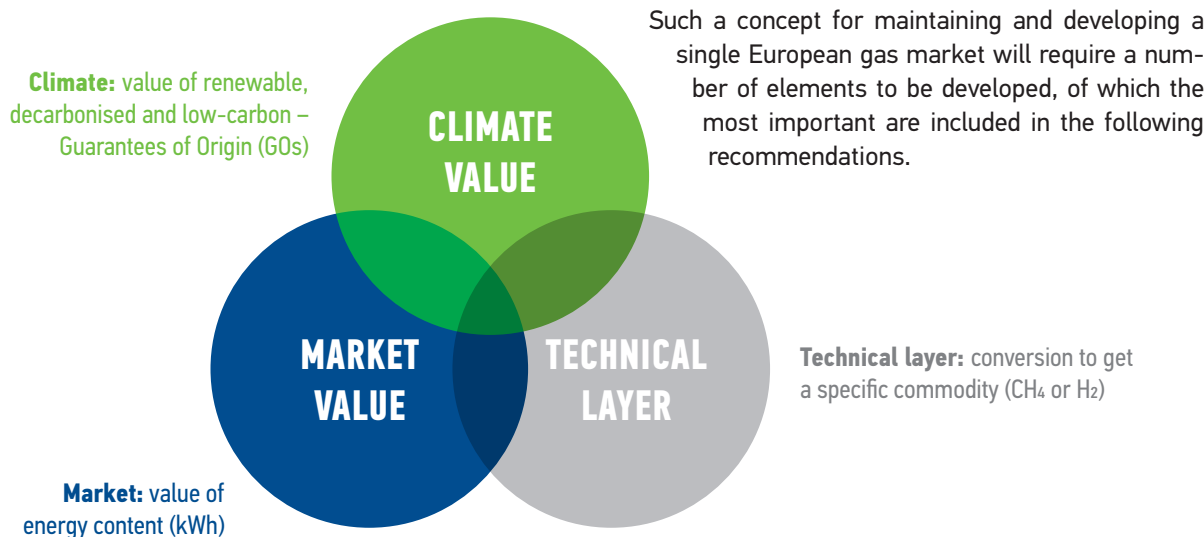 Such a concept for maintaining and developing a
single European gas market will require a num-
ber of elements to be developed, of which the
most important are included in the following
recommendations.
Climate: value of renewable,
decarbonised and low-carbon –
Guarantees of Origin (GOs)
CLIMATE
VALUE
MARKET
VALUE
TECHNICAL
LAYER
Technical layer: conversion to get
a specific commodity (CH₄ or H₂)
Market: value of
energy content (kWh)